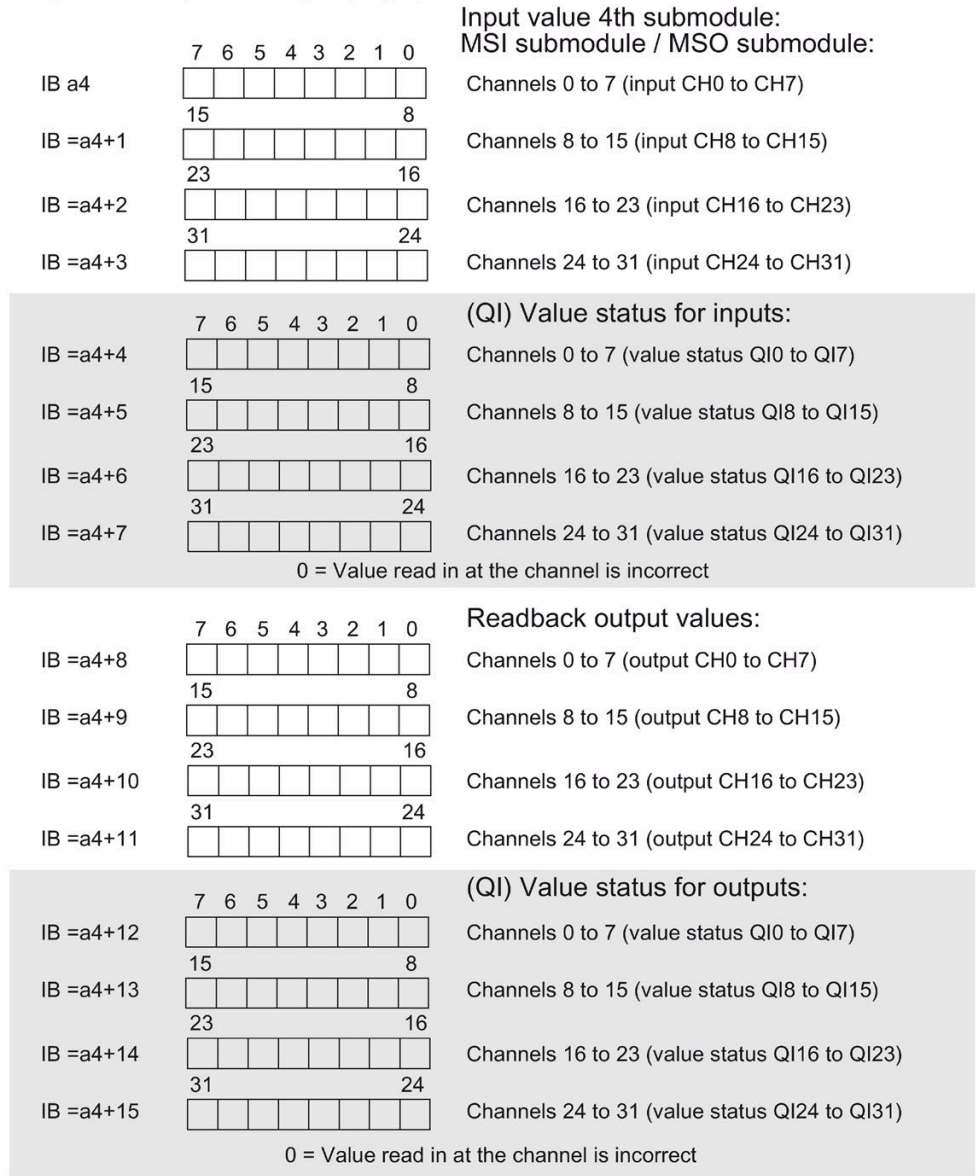 Input value 4th submodule:
MSI submodule / MSO submodule:
7 6 5 4 3 2 1 0
IB a4 Channels 0 to 7 (input CH0 to CH7)
15 8
IB =a4+1 Channels 8 to 15 (input CH8 to CH15)
23 16
IB =a4+2 Channels 16 to 23 (input CH16 to CH23)
31 24
IB =a4+3 Channels 24 to 31 (input CH24 to CH31)
(QI) Value status for inputs:
7 6 5 4 3 2 1 0
IB =a4+4 Channels 0 to 7 (value status QI0 to QI7)
15 8
IB =a4+5 Channels 8 to 15 (value status QI8 to QI15)
23 16
IB =a4+6 Channels 16 to 23 (value status QI16 to QI23)
31 24
IB =a4+7 Channels 24 to 31 (value status QI24 to QI31)
0 = Value read in at the channel is incorrect
Readback output values:
7 6 5 4 3 2 1 0
IB =a4+8 Channels 0 to 7 (output CH0 to CH7)
15 8
IB =a4+9 Channels 8 to 15 (output CH8 to CH15)
23 16
IB =a4+10 Channels 16 to 23 (output CH16 to CH23)
31 24
IB =a4+11 Channels 24 to 31 (output CH24 to CH31)
(QI) Value status for outputs:
7 6 5 4 3 2 1 0
IB =a4+12 Channels 0 to 7 (value status QI0 to QI7)
15 8
IB =a4+13 Channels 8 to 15 (value status QI8 to QI15)
23 16
IB =a4+14 Channels 16 to 23 (value status QI16 to QI23)
31 24
IB =a4+15 Channels 24 to 31 (value status QI24 to QI31)
0 = Value read in at the channel is incorrect